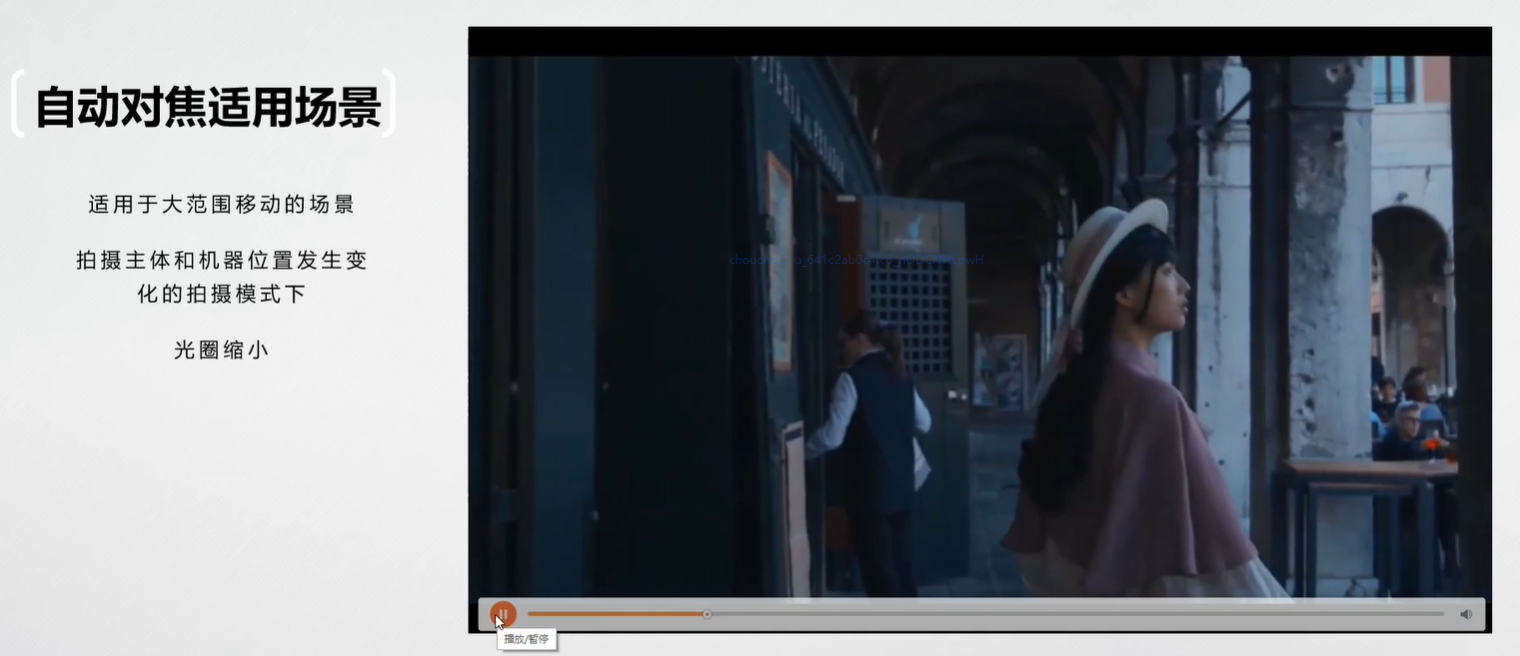 自动对焦适用场景
适用于大范围移动的场景
拍摄主体和机器位置发生变
化的拍摄模式下
光圈缩小
播放/暂停